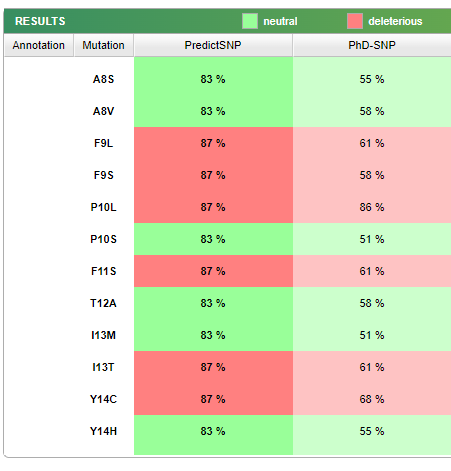 RESULTS neutral deleterious
Annotation Mutation PredictSNP PhD-SNP
A8S 83 % 55 %
A8V 83 % 58 %
F9L 87 % 61 %
F9S 87 % 58 %
P10L 87 % 86 %
P10S 83 % 51 %
F11S 87 % 61 %
T12A 83 % 58 %
I13M 83 % 51 %
I13T 87 % 61 %
Y14C 87 % 68 %
Y14H 83 % 55 %